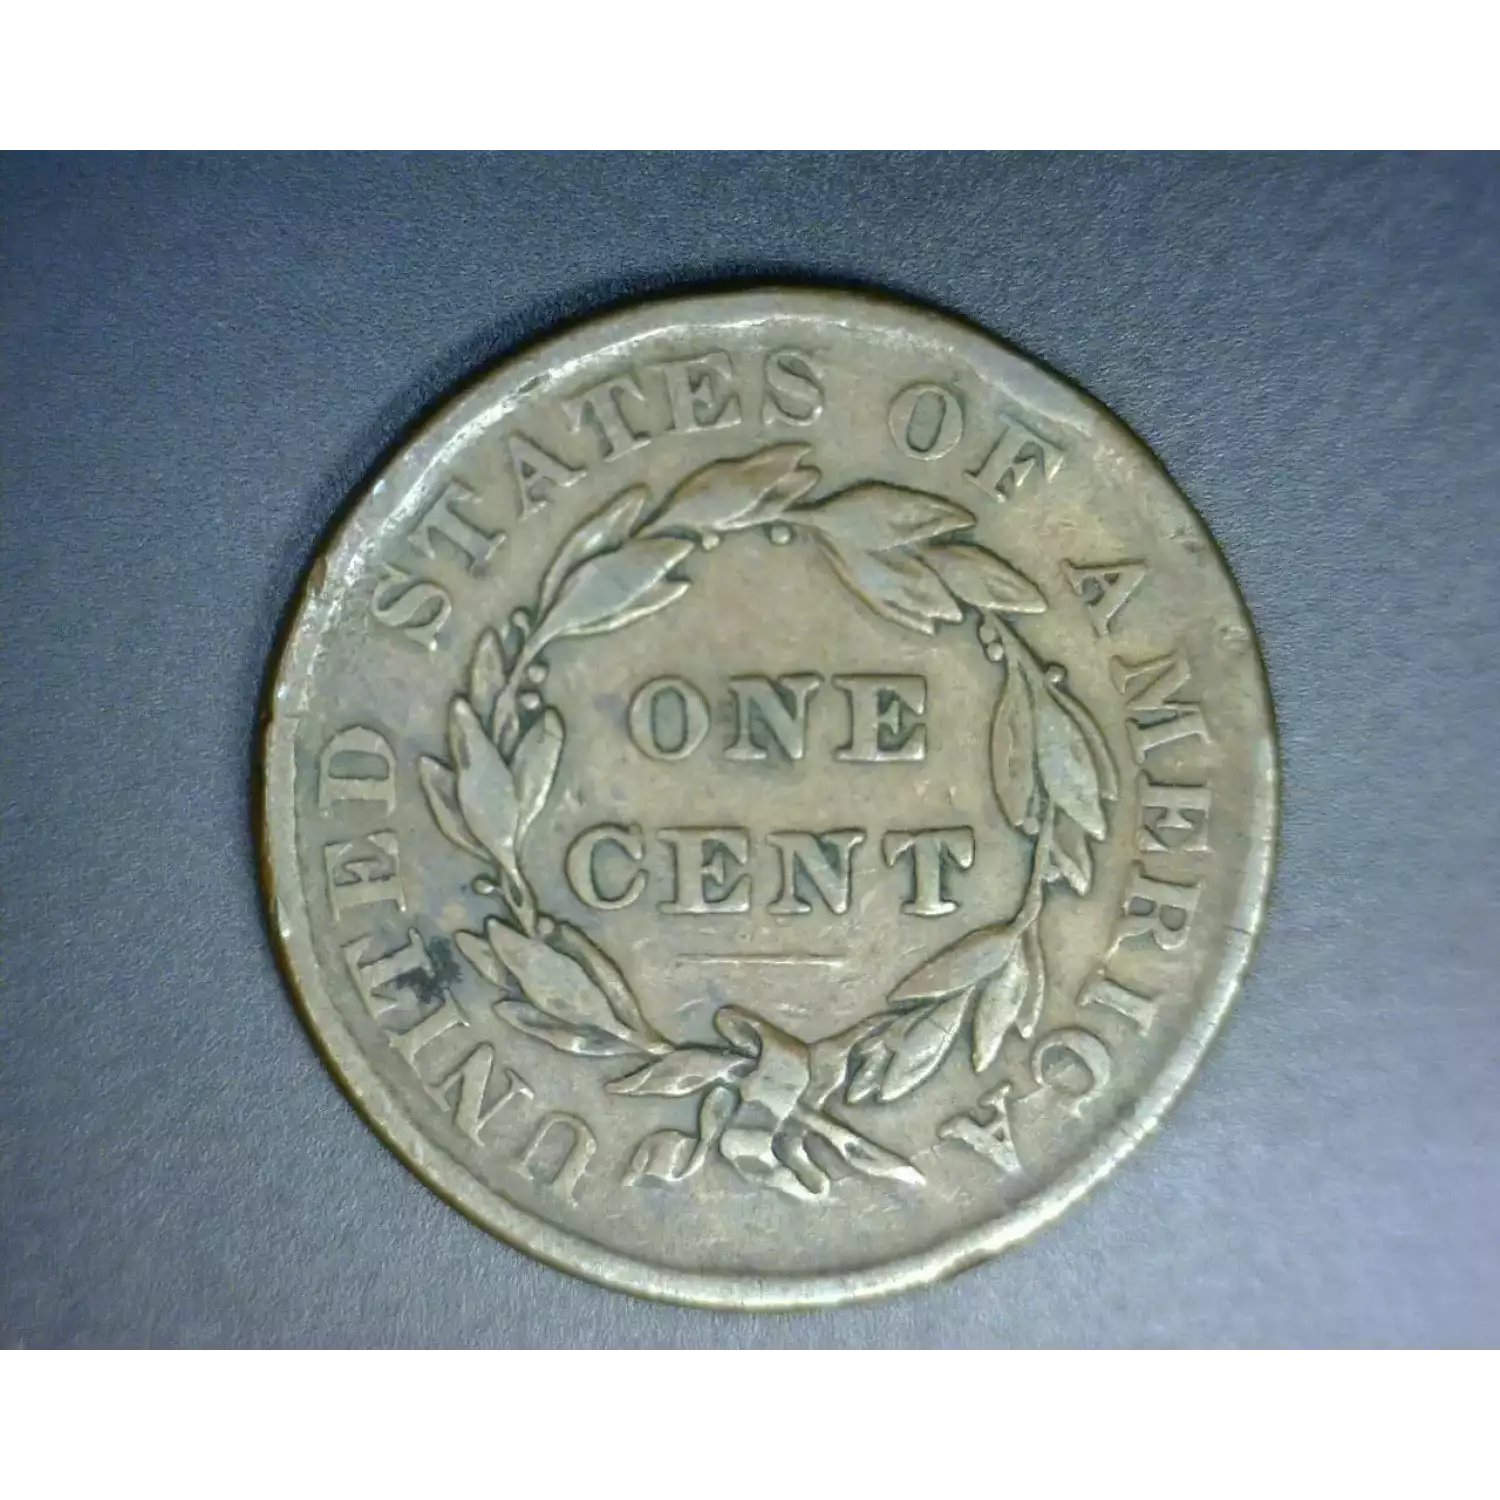 UNITED STATES OF AMERICA
ONE
CENT